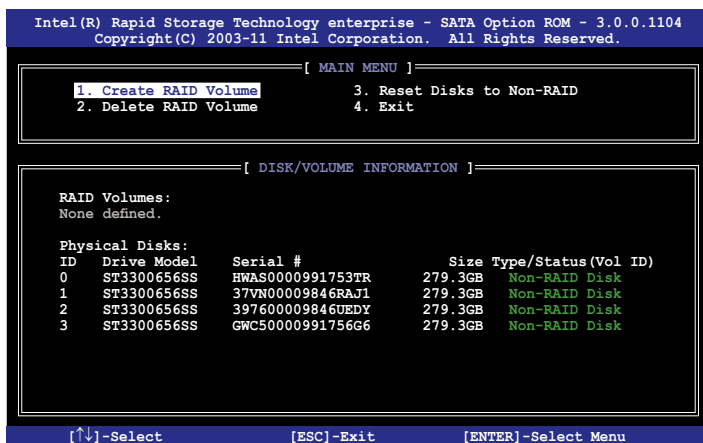 Intel(R) Rapid Storage Technology enterprise - SATA Option ROM - 3.0.0.1104
Copyright(C) 2003-11 Intel Corporation. All Rights Reserved.
[ MAIN MENU ]
1. Create RAID Volume 3. Reset Disks to Non-RAID
2. Delete RAID Volume 4. Exit
[ DISK/VOLUME INFORMATION ]
RAID Volumes:
None defined.
Physical Disks:
ID Drive Model Serial # Size Type/Status(Vol ID)
0 ST3300656SS HWAS0000991753TR 279.3GB Non-RAID Disk
1 ST3300656SS 37VN00009846RAJ1 279.3GB Non-RAID Disk
2 ST3300656SS 397600009846UEDY 279.3GB Non-RAID Disk
3 ST3300656SS GWC50000991756G6 279.3GB Non-RAID Disk
[↑↓]-Select [ESC]-Exit [ENTER]-Select Menu